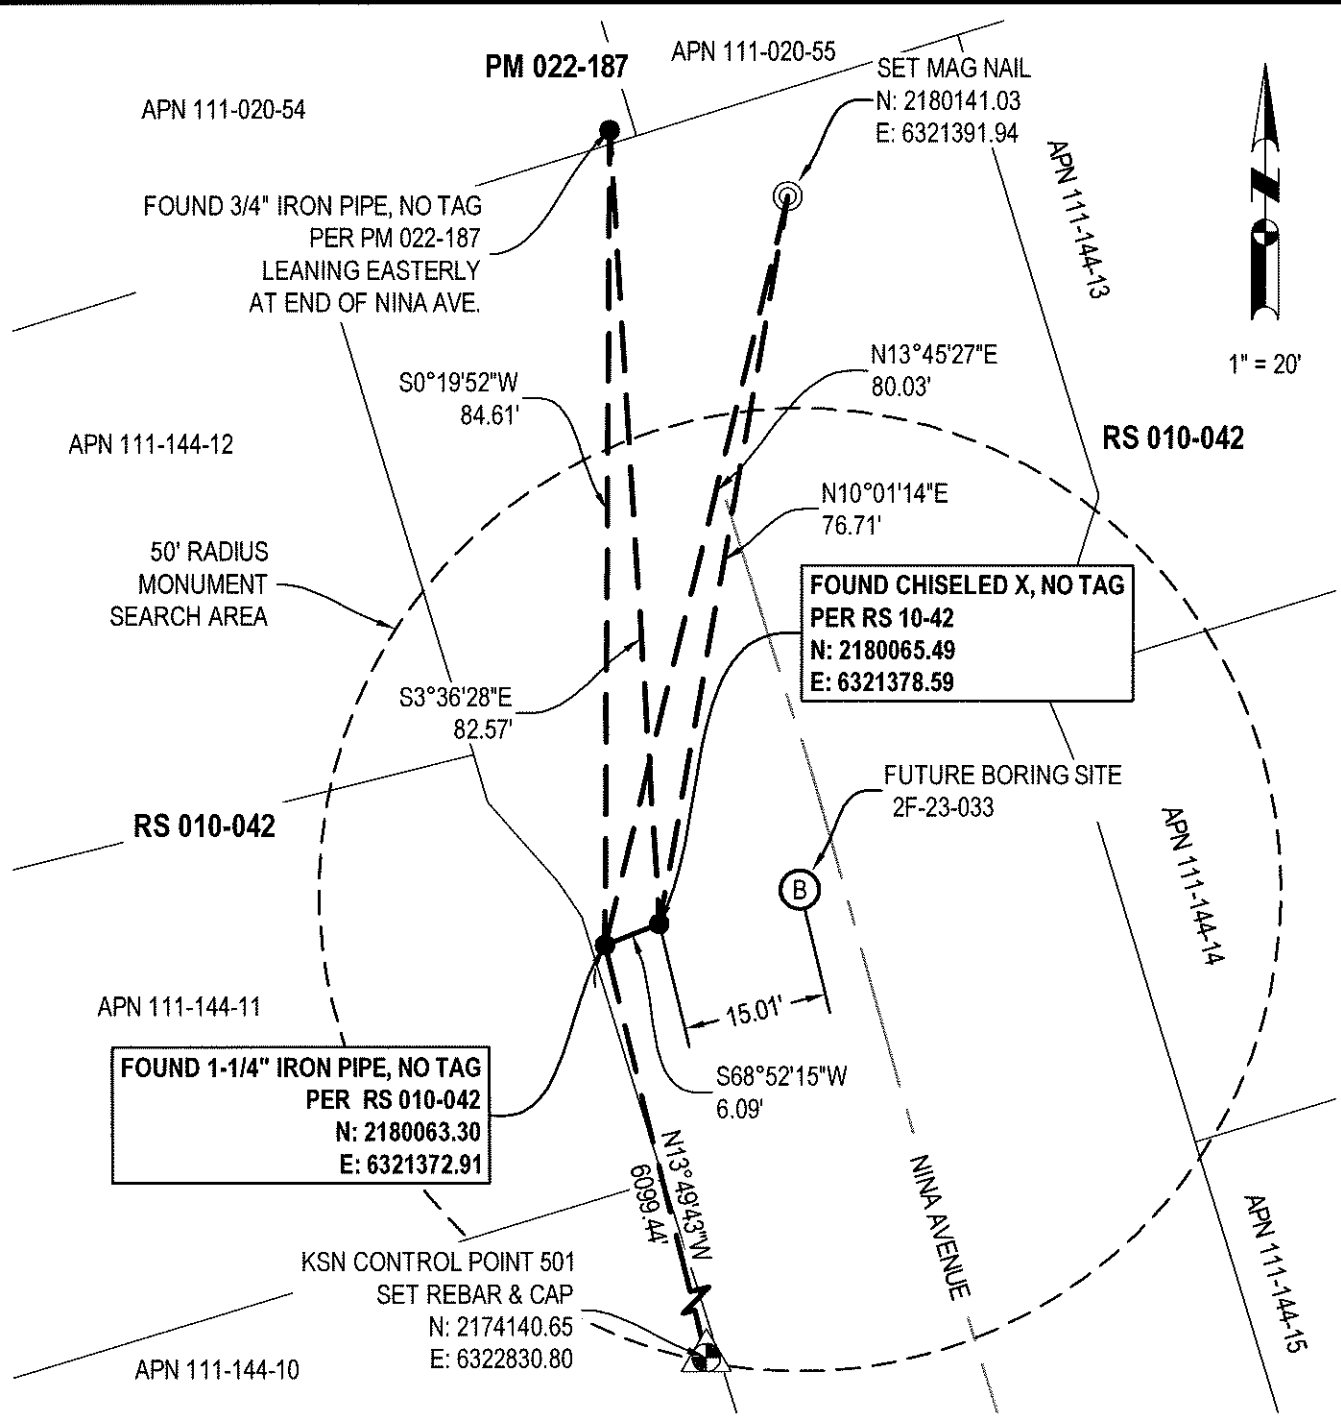 PM 022-187
APN 111-020-55
SET MAG NAIL
N: 2180141.03
E: 6321391.94
APN 111-020-54
APN 111-144-13
FOUND 3/4" IRON PIPE, NO TAG
PER PM 022-187
LEANING EASTERLY
AT END OF NINA AVE.
N
1" = 20'
S0°19'52"W
84.61'
N13°45'27"E
80.03'
APN 111-144-12
RS 010-042
N10°01'14"E
76.71'
50' RADIUS
MONUMENT
SEARCH AREA
FOUND CHISELED X, NO TAG
PER RS 10-42
N: 2180065.49
E: 6321378.59
S3°36'28"E
82.57'
FUTURE BORING SITE
2F-23-033
RS 010-042
APN 111-144-14
B
APN 111-144-11
15.01'
FOUND 1-1/4" IRON PIPE, NO TAG
PER RS 010-042
N: 2180063.30
E: 6321372.91
S68°52'15"W
6.09'
N13°49'43"W
6099.44'
NINA AVENUE
APN 111-144-15
KSN CONTROL POINT 501
SET REBAR & CAP
N: 2174140.65
E: 6322830.80
APN 111-144-10